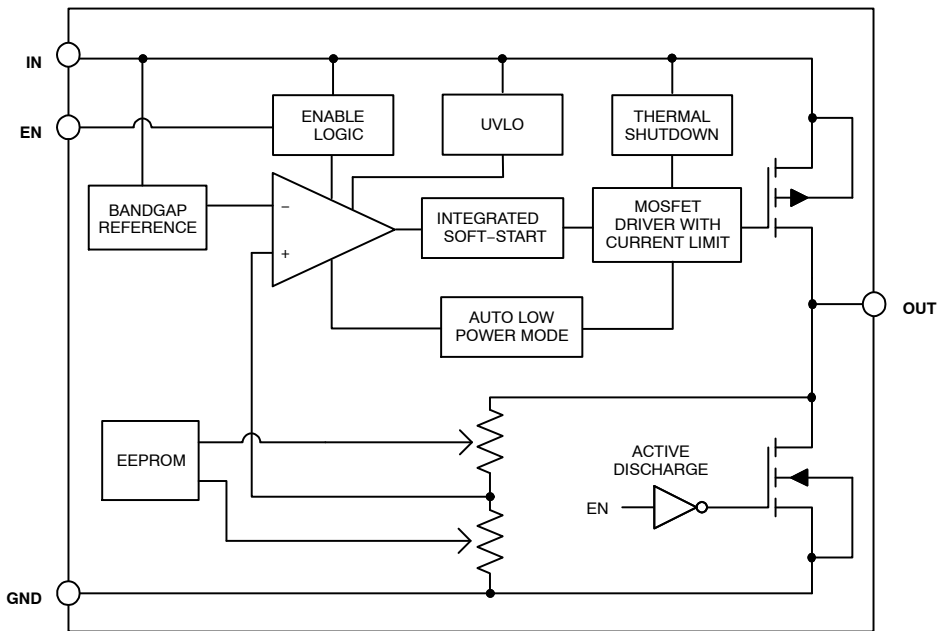 IN
ENABLE
LOGIC
UVLO
THERMAL
SHUTDOWN
EN
BANDGAP
REFERENCE
−
+
INTEGRATED
SOFT−START
MOSFET
DRIVER WITH
CURRENT LIMIT
AUTO LOW
POWER MODE
OUT
EEPROM
ACTIVE
DISCHARGE
EN
GND